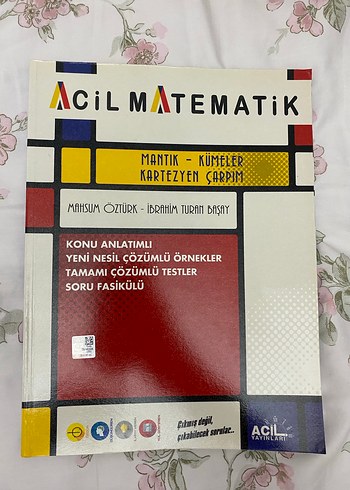 ACİL MATEMATİK
MANTIK - KÜMELER
KARTEZYEN ÇARPIM
MAHSUM ÖZTÜRK - İBRAHİM TURAN BAŞAY
KONU ANLATIMLI
YENİ NESİL ÇÖZÜMLÜ ÖRNEKLER
TAMAMI ÇÖZÜMLÜ TESTLER
SORU FASİKÜLÜ
Çıkmış değil,
çıkabilecek sorular...
ACİL
YAYINLARI